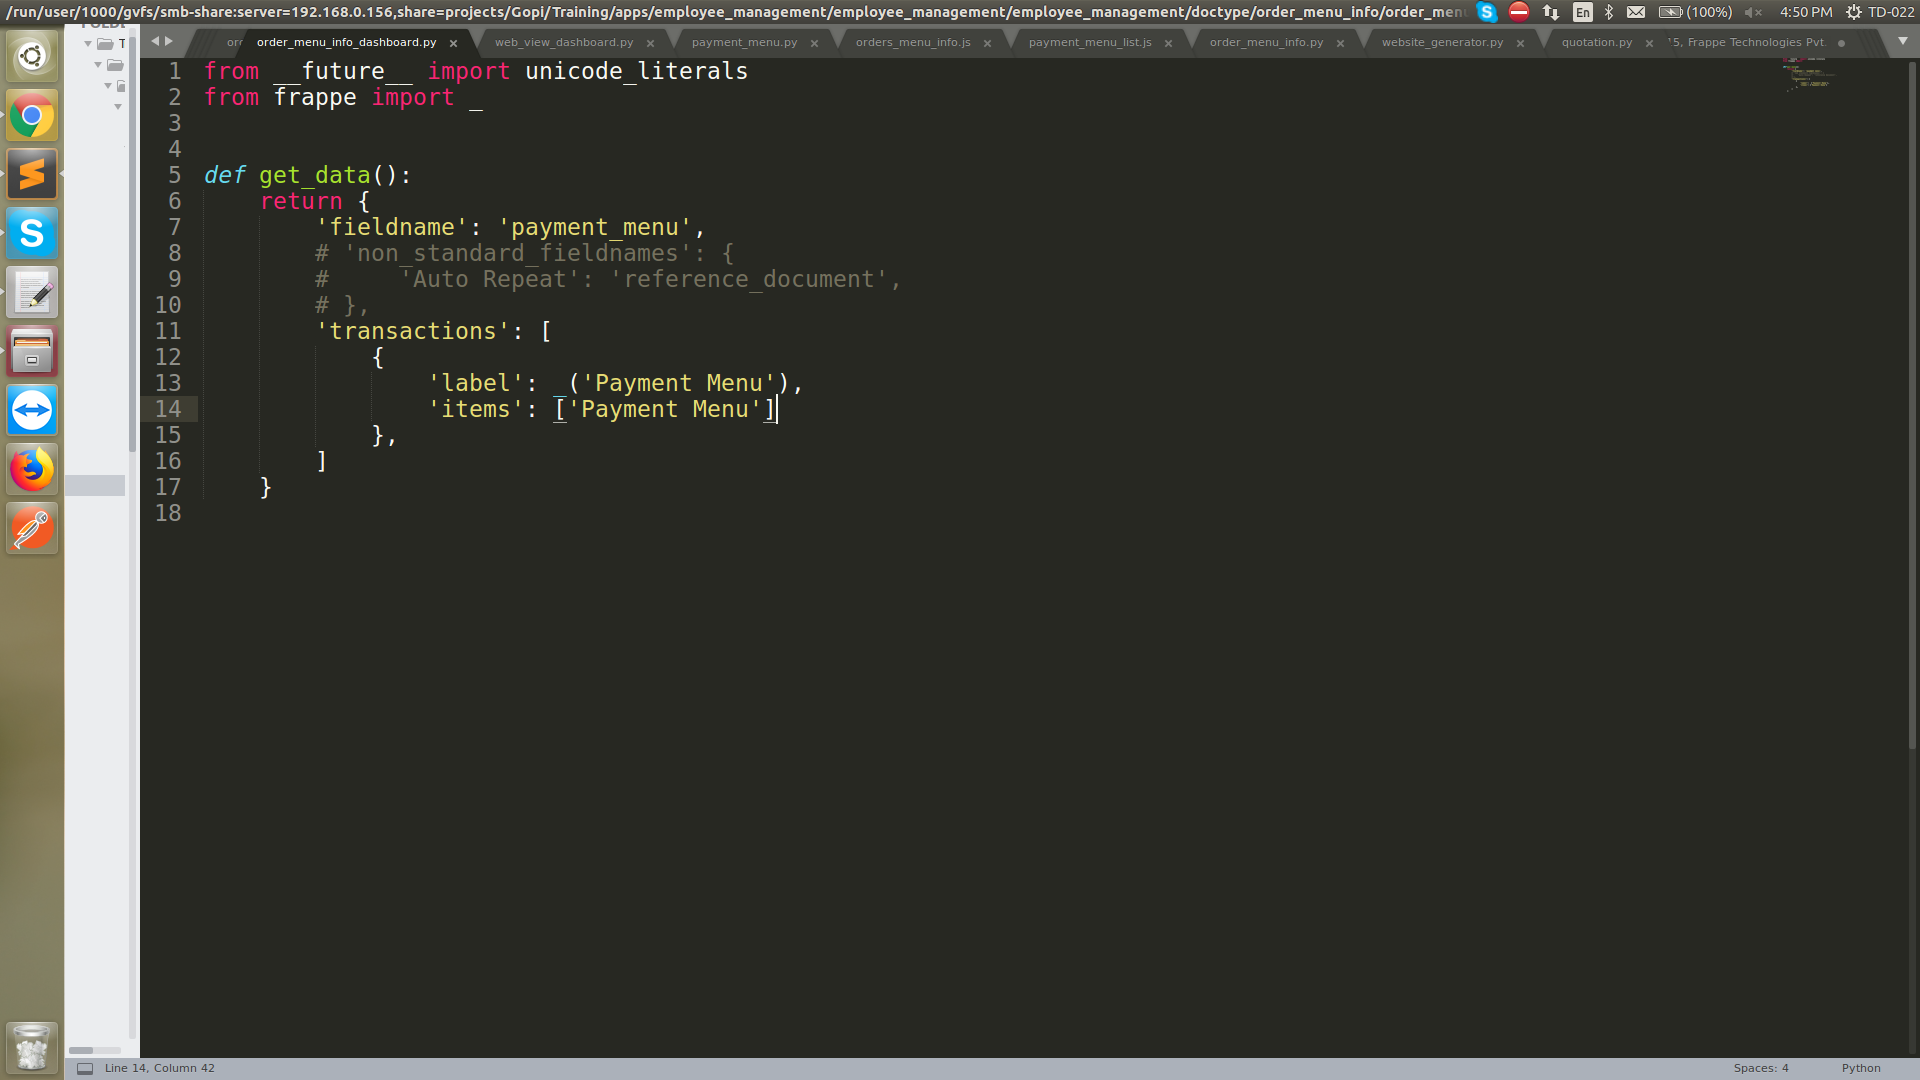 /run/user/1000/gvfs/smb-share:server=192.168.0.156,share=projects/Gopi/Training/apps/employee_management/employee_management/employee_management/doctype/order_menu_info/order_menu
En (100%) 4:50 PM TD-022
T
order_menu_info_dashboard.py × web_view_dashboard.py × payment_menu.py × orders_menu_info.js × payment_menu_list.js × order_menu_info.py × website_generator.py × quotation.py × 15, Frappe Technologies Pvt.
1 from __future__ import unicode_literals
2 from frappe import _
3
4
5 def get_data():
6 return {
7 'fieldname': 'payment_menu',
8 # 'non_standard_fieldnames': {
9 # 'Auto Repeat': 'reference_document',
10 # },
11 'transactions': [
12 {
13 'label': _('Payment Menu'),
14 'items': ['Payment Menu']
15 },
16 ]
17 }
18
Line 14, Column 42
Spaces: 4 Python